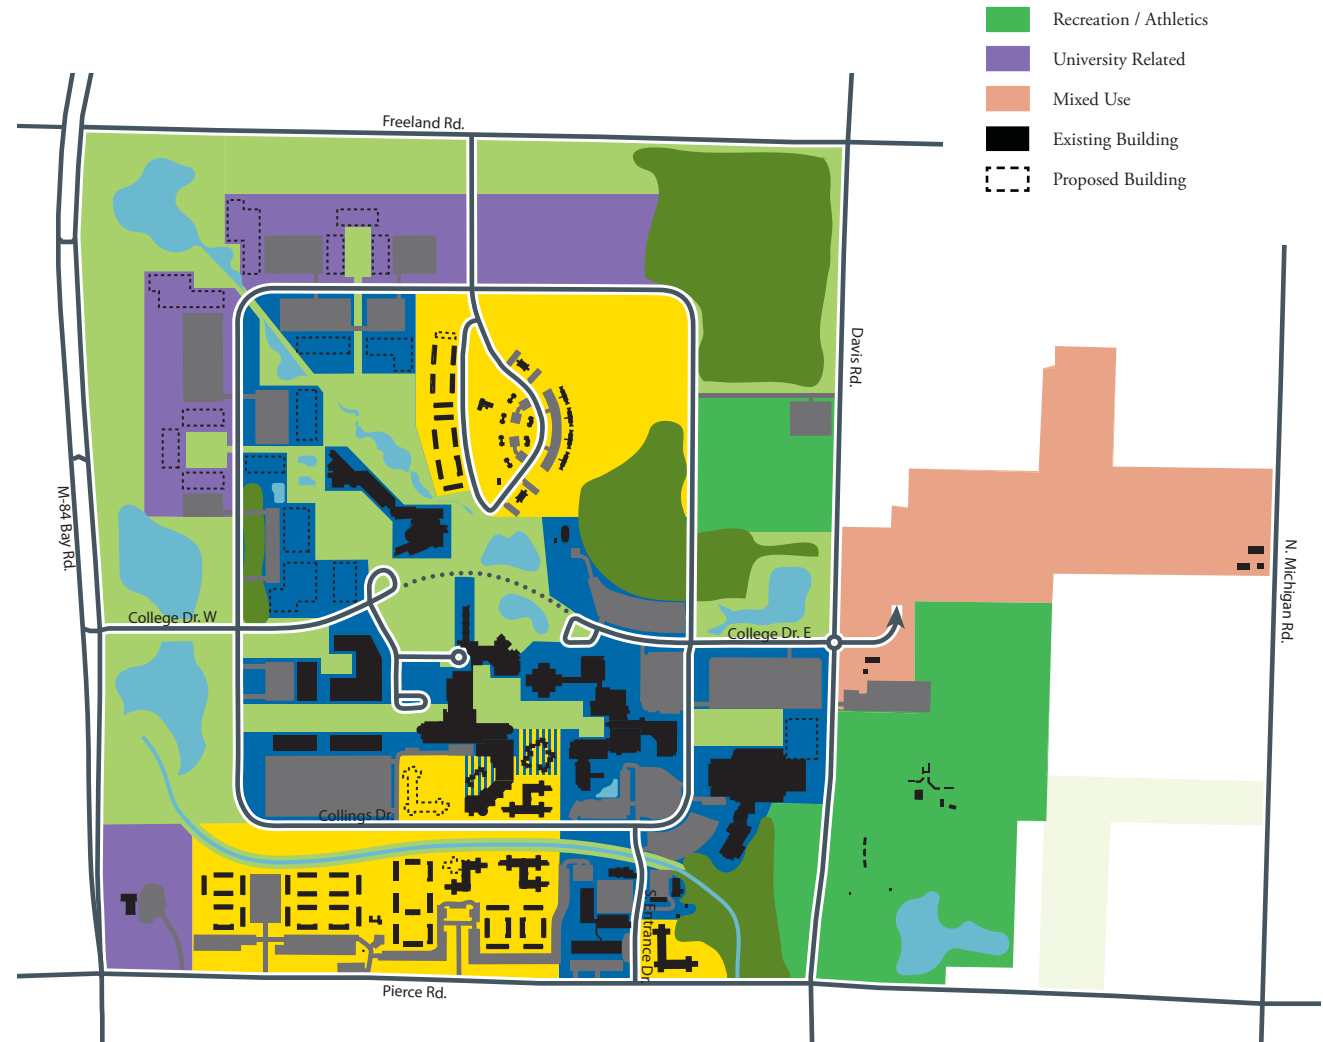 Recreation / Athletics
University Related
Mixed Use
Existing Building
Proposed Building
Freeland Rd.
Davis Rd.
M-84 Bay Rd.
N. Michigan Rd.
College Dr. W
College Dr. E
Collings Dr.
S. Entrance Dr.
Pierce Rd.